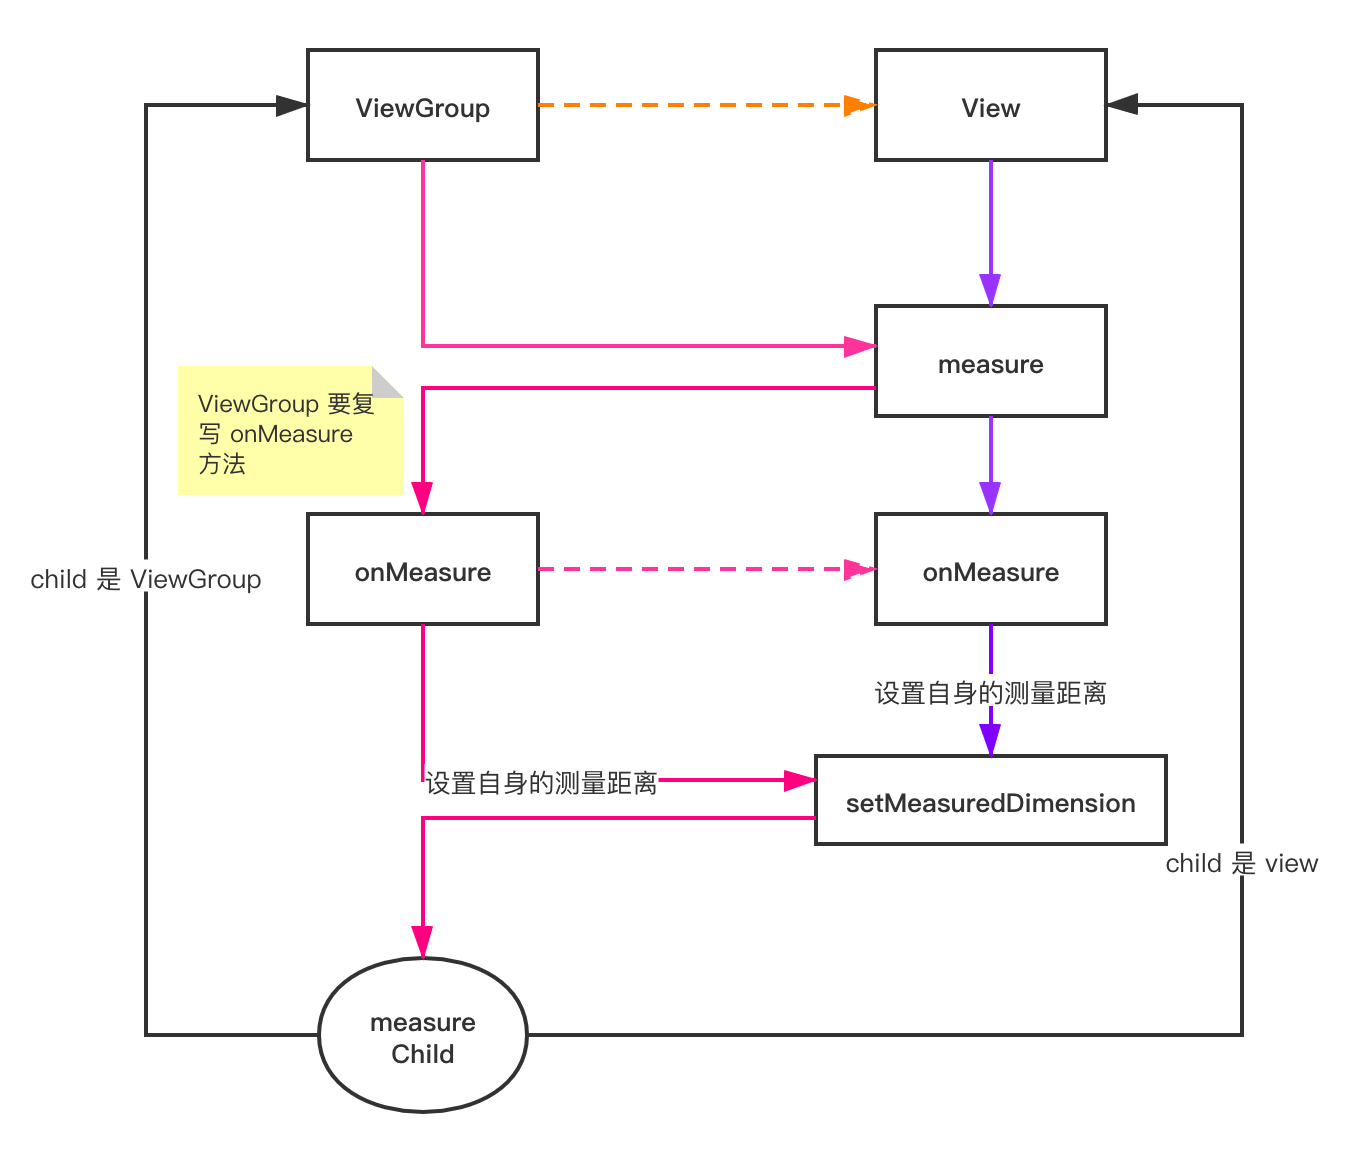 ViewGroup
View
measure
ViewGroup 要复
写 onMeasure
方法
onMeasure
onMeasure
child 是 ViewGroup
设置自身的测量距离
设置自身的测量距离
setMeasuredDimension
child 是 view
measure
Child